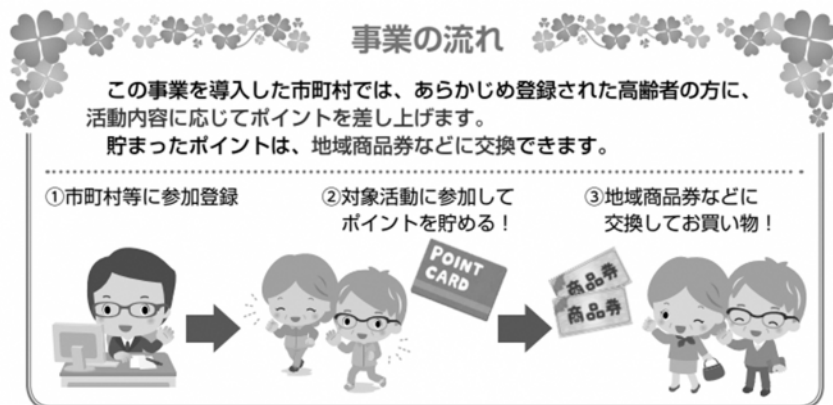 事業の流れ
この事業を導入した市町村では、あらかじめ登録された高齢者の方に、
活動内容に応じてポイントを差し上げます。
貯まったポイントは、地域商品券などに交換できます。
①市町村等に参加登録
②対象活動に参加して
ポイントを貯める！
③地域商品券などに
交換してお買い物！
POINT
CARD
商品券
商品券